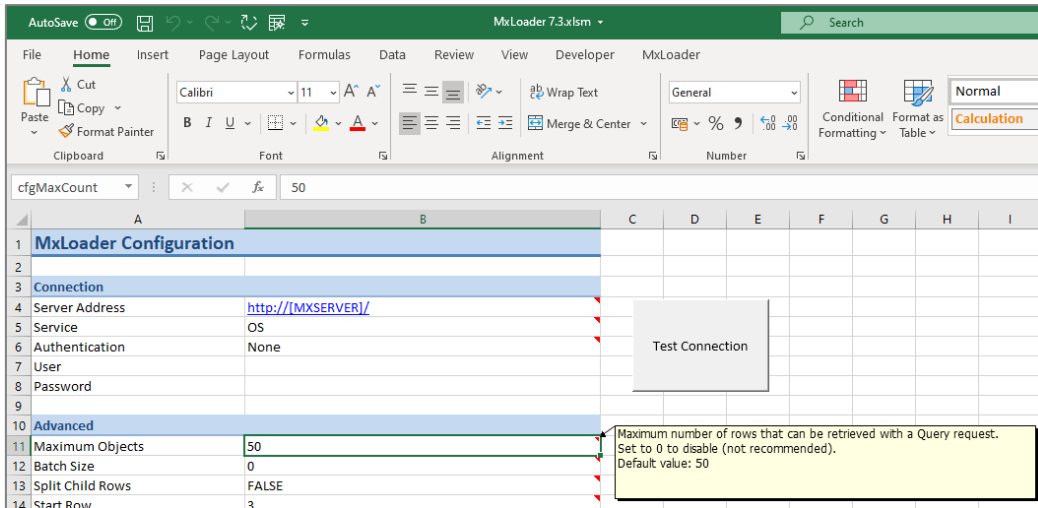 AutoSave Off MxLoader 7.3.xlsm Search
File Home Insert Page Layout Formulas Data Review View Developer MxLoader
Paste
Cut
Copy
Format Painter
Clipboard
Calibri 11 A^ Aˇ
B I U A
Font
ab Wrap Text
Merge & Center
Alignment
General
% 9 .00
Number
Conditional Formatting
Format as Table
Normal
Calculation
cfgMaxCount fx 50
A B C D E F G H I
1 MxLoader Configuration
2
3 Connection
4 Server Address http://[MXSERVER]/
5 Service OS
6 Authentication None
7 User
8 Password
Test Connection
9
10 Advanced
11 Maximum Objects 50
12 Batch Size 0
13 Split Child Rows FALSE
14 Start Row 3
Maximum number of rows that can be retrieved with a Query request.
Set to 0 to disable (not recommended).
Default value: 50